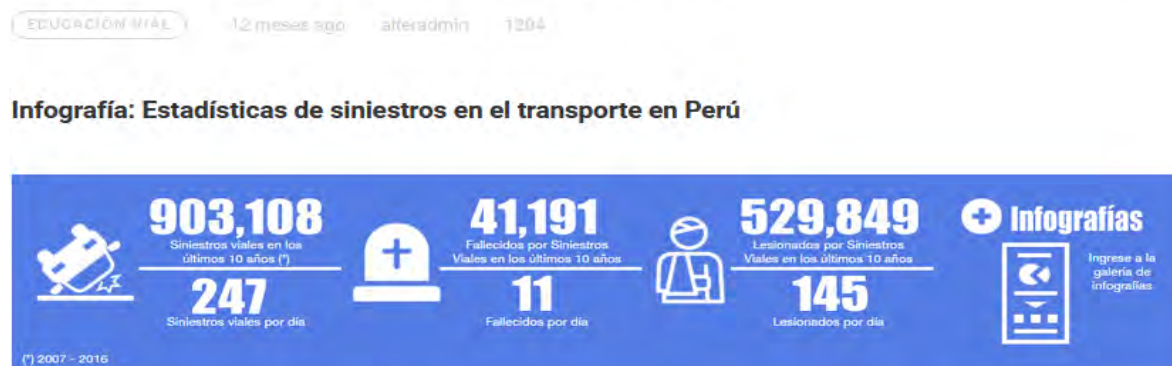 EDUCACIÓN VIAL 12 meses ago alteradmin 1204
Infografía: Estadísticas de siniestros en el transporte en Perú
903,108
Siniestros viales en los
últimos 10 años (*)
247
Siniestros viales por día
(*) 2007 - 2016
41,191
Fallecidos por Siniestros
Viales en los últimos 10 años
11
Fallecidos por día
529,849
Lesionados por Siniestros
Viales en los últimos 10 años
145
Lesionados por día
Infografías
Ingrese a la
galería de
infografías